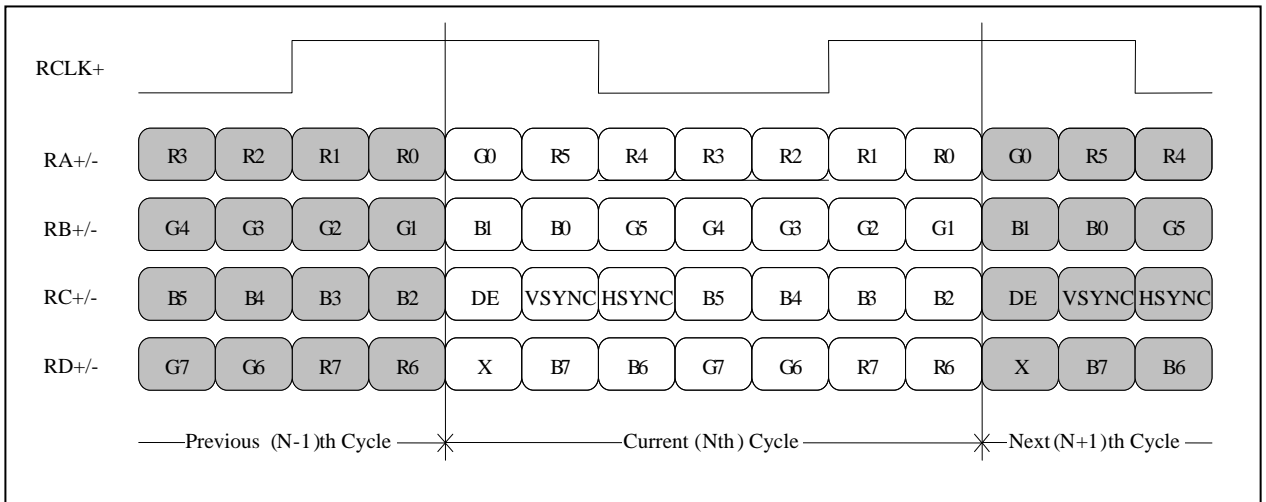 RCLK+
RA+/- R3 R2 R1 R0 G0 R5 R4 R3 R2 R1 R0 G0 R5 R4
RB+/- G4 G3 G2 G1 B1 B0 G5 G4 G3 G2 G1 B1 B0 G5
RC+/- B5 B4 B3 B2 DE VSYNC HSYNC B5 B4 B3 B2 DE VSYNC HSYNC
RD+/- G7 G6 R7 R6 X B7 B6 G7 G6 R7 R6 X B7 B6
Previous (N-1)th Cycle Current (Nth) Cycle Next (N+1)th Cycle